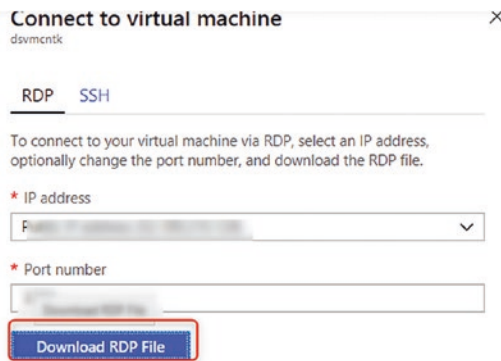 Connect to virtual machine
dsvmcntk
RDP SSH
To connect to your virtual machine via RDP, select an IP address,
optionally change the port number, and download the RDP file.
* IP address
* Port number
Download RDP File